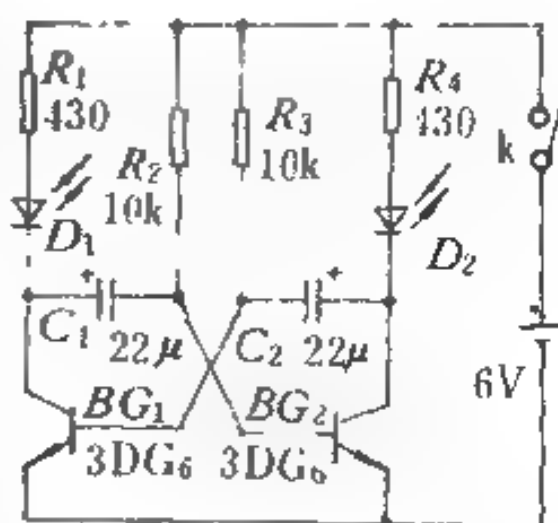 R₁
430
R₂
10k
R₃
10k
R₄
430
k
D₁
D₂
+
+
C₁
22μ
C₂
22μ
6V
BG₁
BG₂
3DG₆
3DG₆